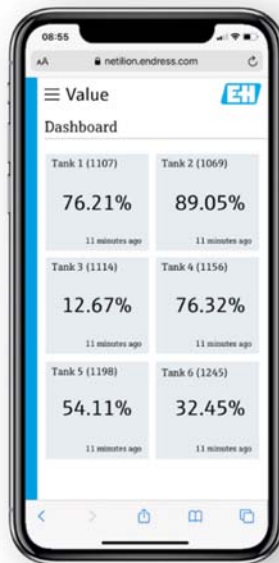 08:55
AA netilion.endress.com
Value EH
Dashboard
Tank 1 (1107) Tank 2 (1069)
76.21% 89.05%
11 minutes ago 11 minutes ago
Tank 3 (1114) Tank 4 (1156)
12.67% 76.32%
11 minutes ago 11 minutes ago
Tank 5 (1198) Tank 6 (1245)
54.11% 32.45%
11 minutes ago 11 minutes ago